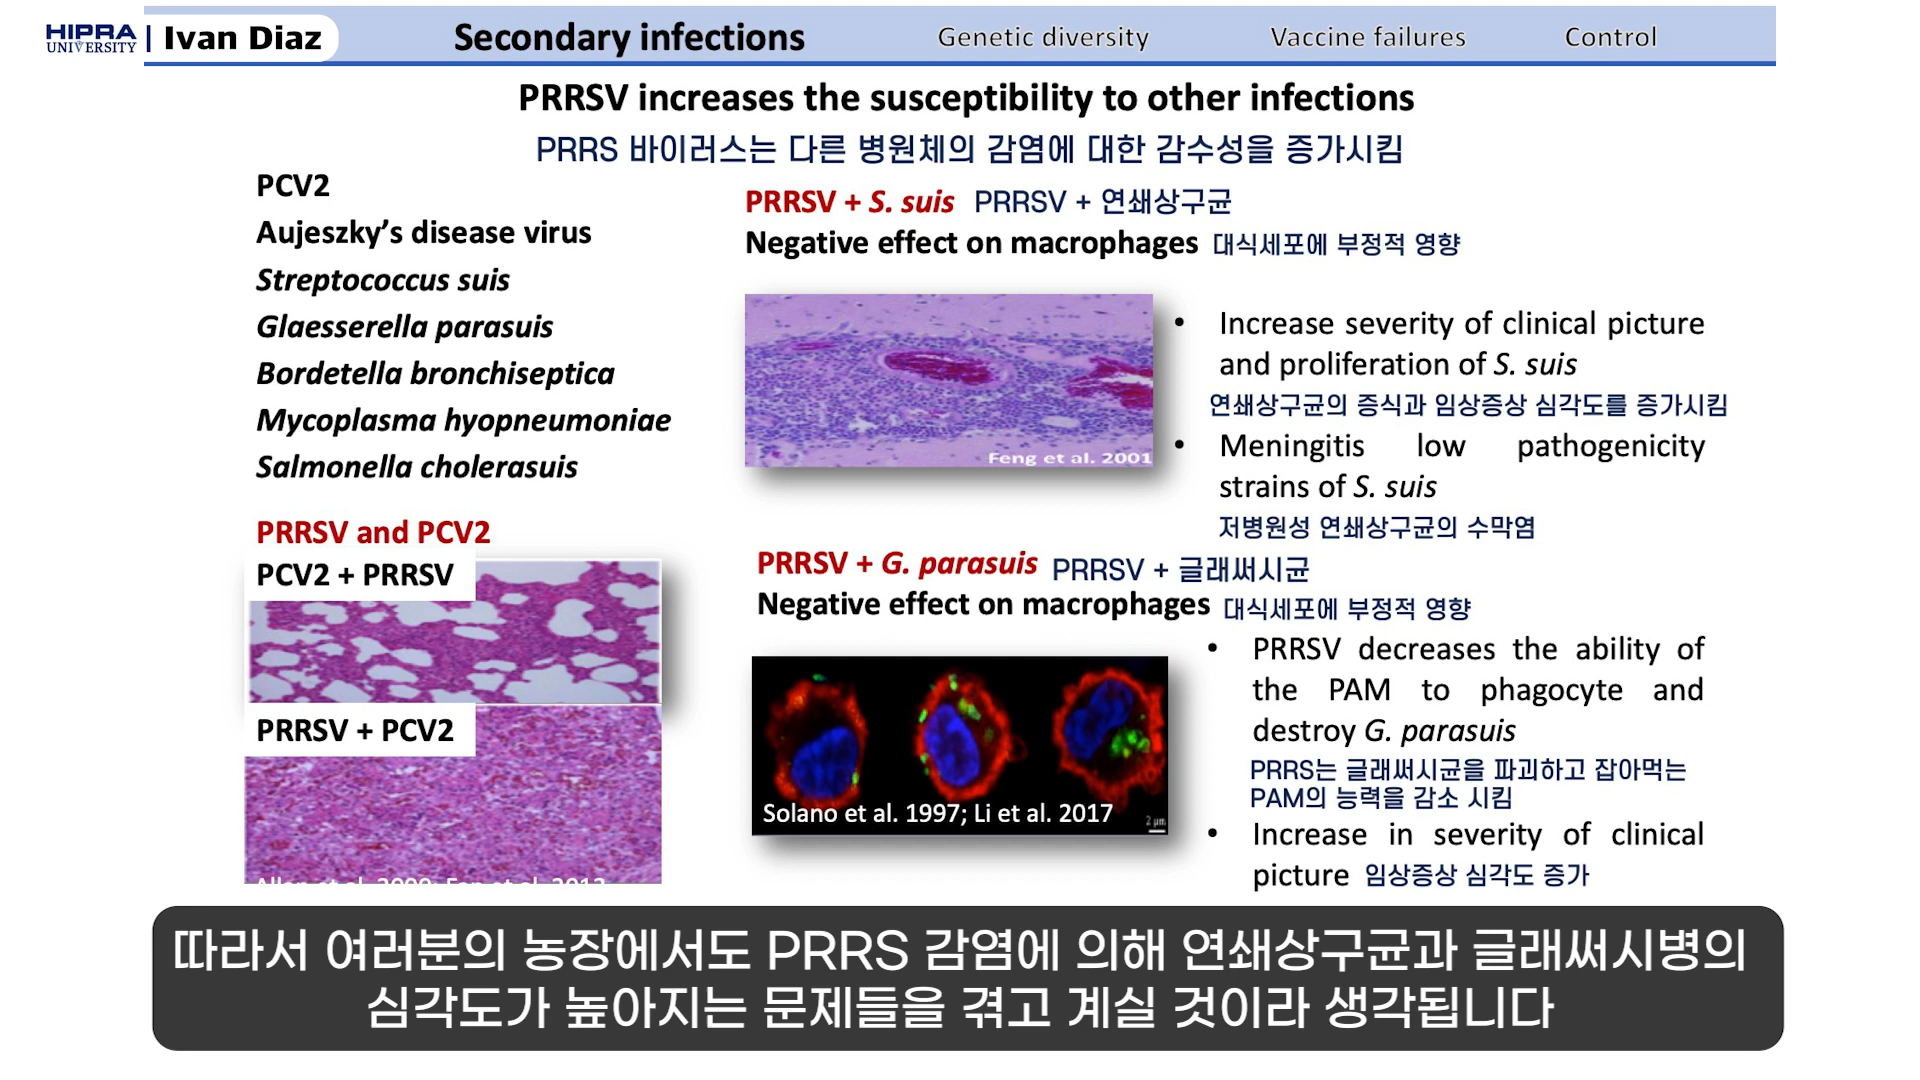 HIPRA
UNIVERSITY
Ivan Diaz
Secondary infections
Genetic diversity
Vaccine failures
Control
PRRSV increases the susceptibility to other infections
PRRS 바이러스는 다른 병원체의 감염에 대한 감수성을 증가시킴
PCV2
Aujeszky’s disease virus
Streptococcus suis
Glaesserella parasuis
Bordetella bronchiseptica
Mycoplasma hyopneumoniae
Salmonella cholerasuis
PRRSV and PCV2
PCV2 + PRRSV
PRRSV + PCV2
PRRSV + S. suis PRRSV + 연쇄상구균
Negative effect on macrophages 대식세포에 부정적 영향
Feng et al. 2001
• Increase severity of clinical picture
and proliferation of S. suis
연쇄상구균의 증식과 임상증상 심각도를 증가시킴
• Meningitis low pathogenicity
strains of S. suis
저병원성 연쇄상구균의 수막염
PRRSV + G. parasuis PRRSV + 글래써시균
Negative effect on macrophages 대식세포에 부정적 영향
Solano et al. 1997; Li et al. 2017
2 µm
• PRRSV decreases the ability of
the PAM to phagocyte and
destroy G. parasuis
PRRS는 글래써시균을 파괴하고 잡아먹는
PAM의 능력을 감소 시킴
• Increase in severity of clinical
picture 임상증상 심각도 증가
따라서 여러분의 농장에서도 PRRS 감염에 의해 연쇄상구균과 글래써시병의
심각도가 높아지는 문제들을 겪고 계실 것이라 생각됩니다